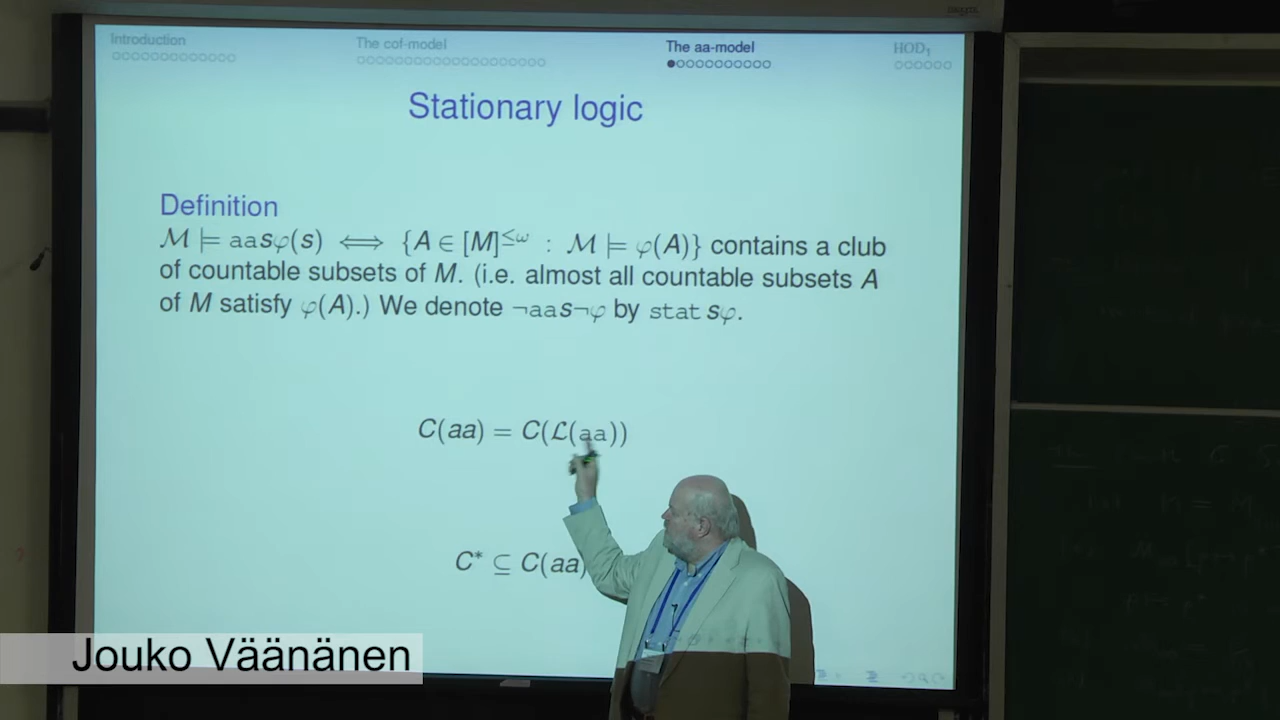 Introduction The cof-model The aa-model HOD₁
Stationary logic
Definition
ℳ ⊨ aasφ(s) ⟺ {A ∈ [M]^≤ω : ℳ ⊨ φ(A)} contains a club
of countable subsets of M. (i.e. almost all countable subsets A
of M satisfy φ(A).) We denote ¬aas¬φ by stat sφ.
C(aa) = C(ℒ(aa))
C* ⊆ C(aa)
Jouko Väänänen